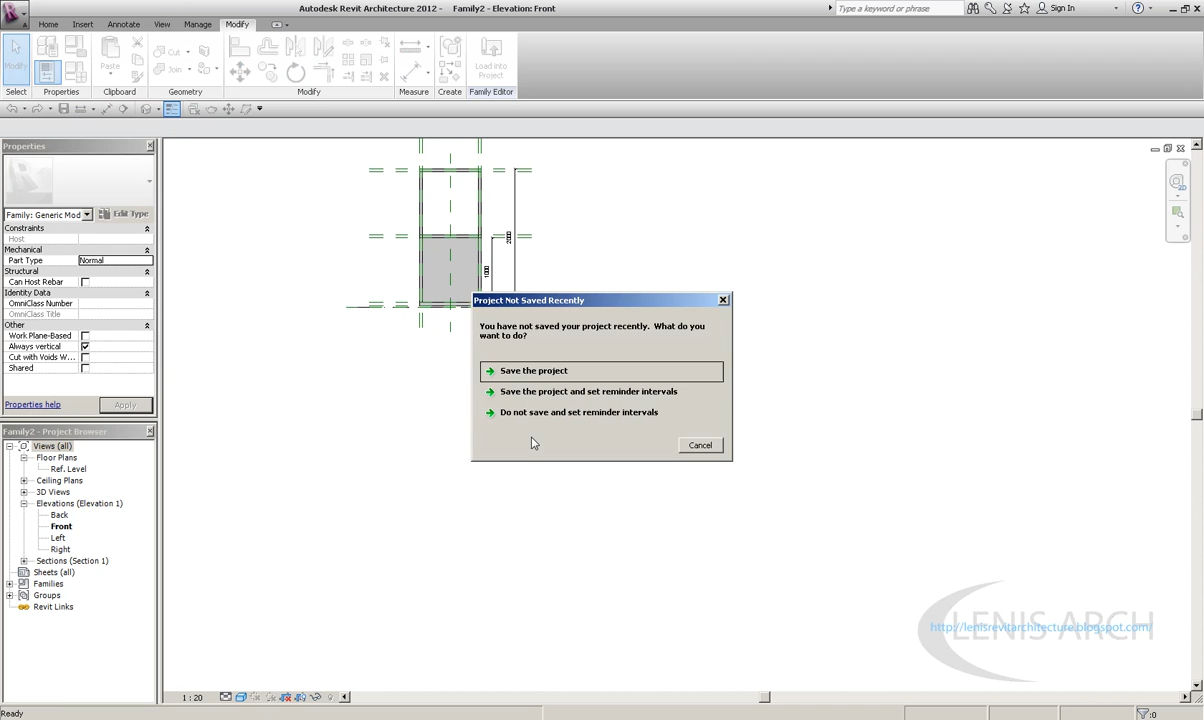 Autodesk Revit Architecture 2012 - Family2 - Elevation: Front
Type a keyword or phrase
Sign In
Home Insert Annotate View Manage Modify
Modify
Paste
Cut
Join
Load into
Project
Select Properties Clipboard Geometry Modify Measure Create Family Editor
Properties
Family: Generic Mod
Edit Type
Constraints
Host
Mechanical
Part Type Normal
Structural
Can Host Rebar
Identity Data
OmniClass Number
OmniClass Title
Other
Work Plane-Based
Always vertical
Cut with Voids W...
Shared
Properties help
Apply
Family2 - Project Browser
Views (all)
Floor Plans
Ref. Level
Ceiling Plans
3D Views
Elevations (Elevation 1)
Back
Front
Left
Right
Sections (Section 1)
Sheets (all)
Families
Groups
Revit Links
2000
1000
Project Not Saved Recently
You have not saved your project recently. What do you
want to do?
Save the project
Save the project and set reminder intervals
Do not save and set reminder intervals
Cancel
LENIS ARCH
http://lenisrevitarchitecture.blogspot.com/
1 : 20
Ready
:0